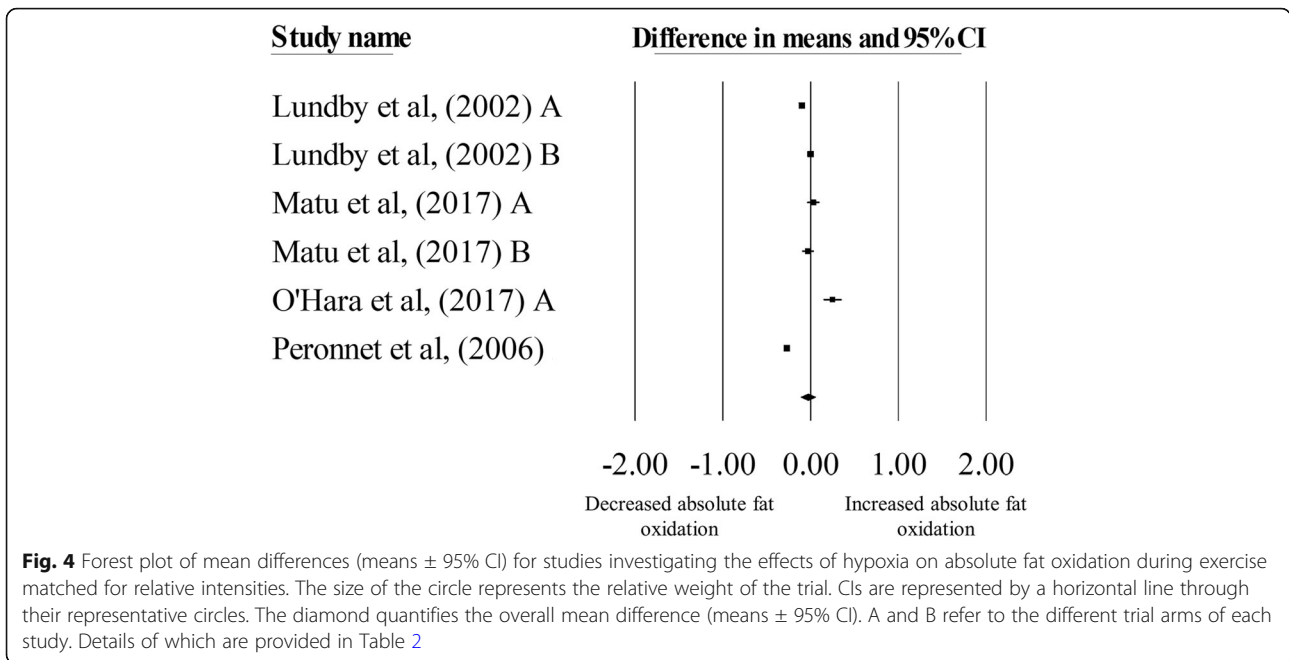 Study name Difference in means and 95% CI
Lundby et al, (2002) A
Lundby et al, (2002) B
Matu et al, (2017) A
Matu et al, (2017) B
O'Hara et al, (2017) A
Peronnet et al, (2006)
-2.00 -1.00 0.00 1.00 2.00
Decreased absolute fat Increased absolute fat
oxidation oxidation
Fig. 4 Forest plot of mean differences (means ± 95% CI) for studies investigating the effects of hypoxia on absolute fat oxidation during exercise
matched for relative intensities. The size of the circle represents the relative weight of the trial. CIs are represented by a horizontal line through
their representative circles. The diamond quantifies the overall mean difference (means ± 95% CI). A and B refer to the different trial arms of each
study. Details of which are provided in Table 2